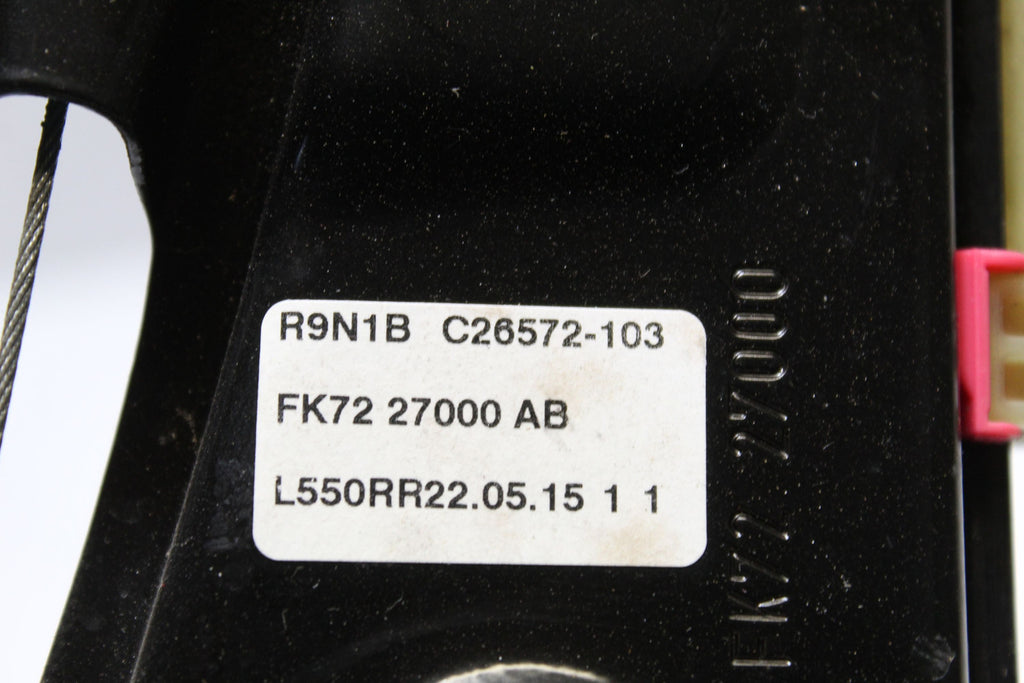 R9N1B C26572-103
FK72 27000 AB
L550RR22.05.15 1 1
FK72 27000